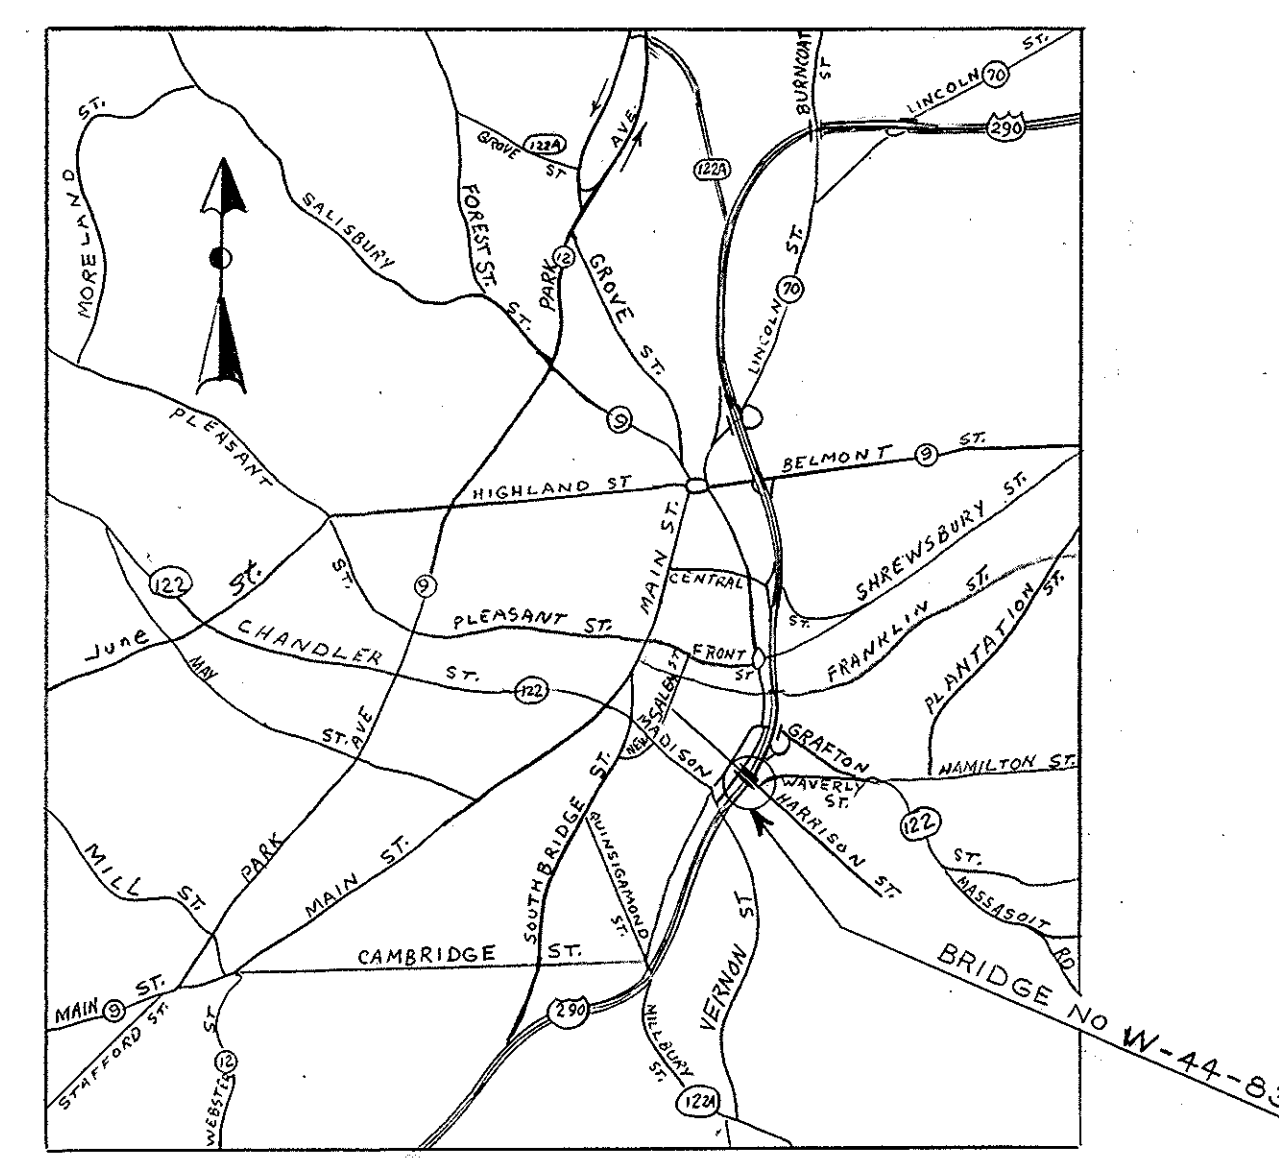 ST.
LINCOLN
70
BURNCOAT
ST
290
MORELAND
ST.
GROVE
122A
ST
AVE.
122A
SALISBURY
ST.
FOREST ST.
PARK
12
GROVE
ST.
LINCOLN
70
ST.
9
PLEASANT
ST.
HIGHLAND ST
BELMONT
9
ST.
SHREWSBURY
ST.
MAIN ST.
CENTRAL
ST.
122
June
St.
9
CHANDLER
ST.
122
PLEASANT
ST.
FRONT
ST
FRANKLIN
ST.
PLANTATION
ST.
MAY
ST.
AVE
PARK
NEW
SALEM ST
MADISON
GRAFTON
WAVERLY
ST.
HAMILTON ST.
HARRISON
ST.
122
ST.
MASSASOIT
RD
MILL
ST.
MAIN
ST.
SOUTHBRIDGE
ST.
QUINSIGAMOND
ST.
VERNON
ST
CAMBRIDGE
ST.
MAIN
9
ST.
STAFFORD ST.
WEBSTER
12
ST
290
MILLBURY
ST.
122A
BRIDGE NO W-44-83